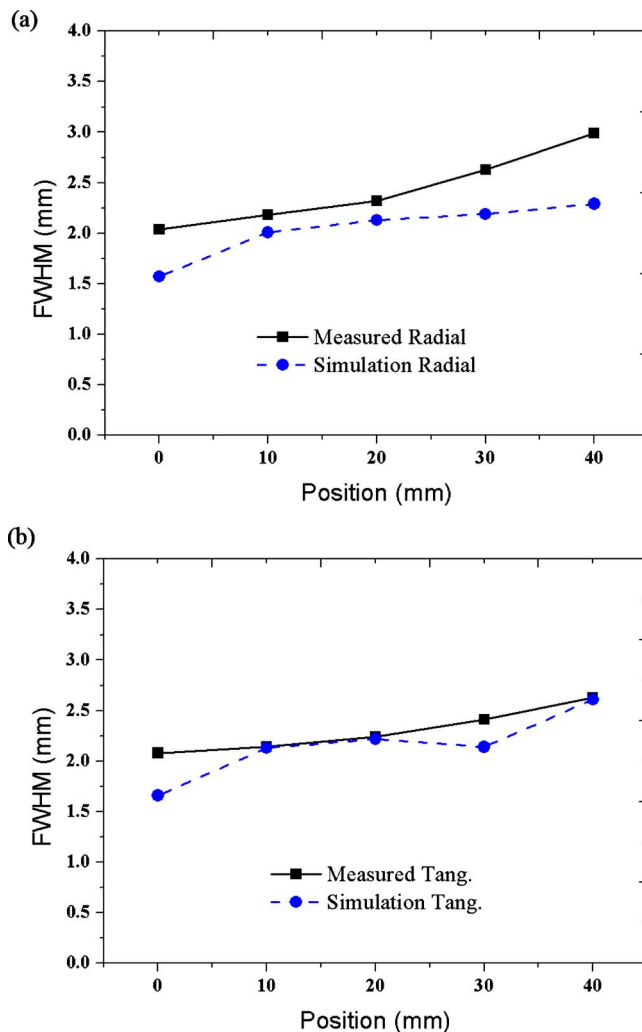 (a)
4.0
3.5
3.0
2.5
2.0
1.5
1.0
0.5
0.0
FWHM (mm)
Measured Radial
Simulation Radial
0 10 20 30 40
Position (mm)
(b)
4.0
3.5
3.0
2.5
2.0
1.5
1.0
0.5
0.0
FWHM (mm)
Measured Tang.
Simulation Tang.
0 10 20 30 40
Position (mm)